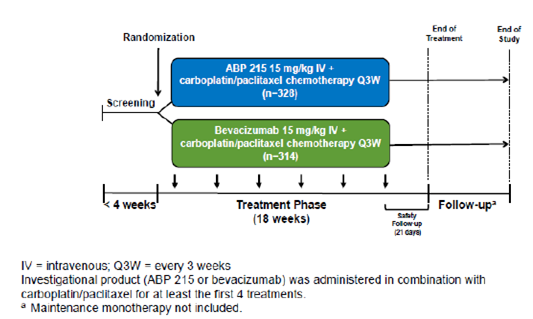 Randomization
End of
Treatment
End of
Study
ABP 215 15 mg/kg IV +
carboplatin/paclitaxel chemotherapy Q3W
(n=328)
Screening
Bevacizumab 15 mg/kg IV +
carboplatin/paclitaxel chemotherapy Q3W
(n=314)
< 4 weeks
Treatment Phase
(18 weeks)
Safety
Follow-up
(21 days)
Follow-upᵃ
IV = intravenous; Q3W = every 3 weeks
Investigational product (ABP 215 or bevacizumab) was administered in combination with
carboplatin/paclitaxel for at least the first 4 treatments.
ᵃ Maintenance monotherapy not included.